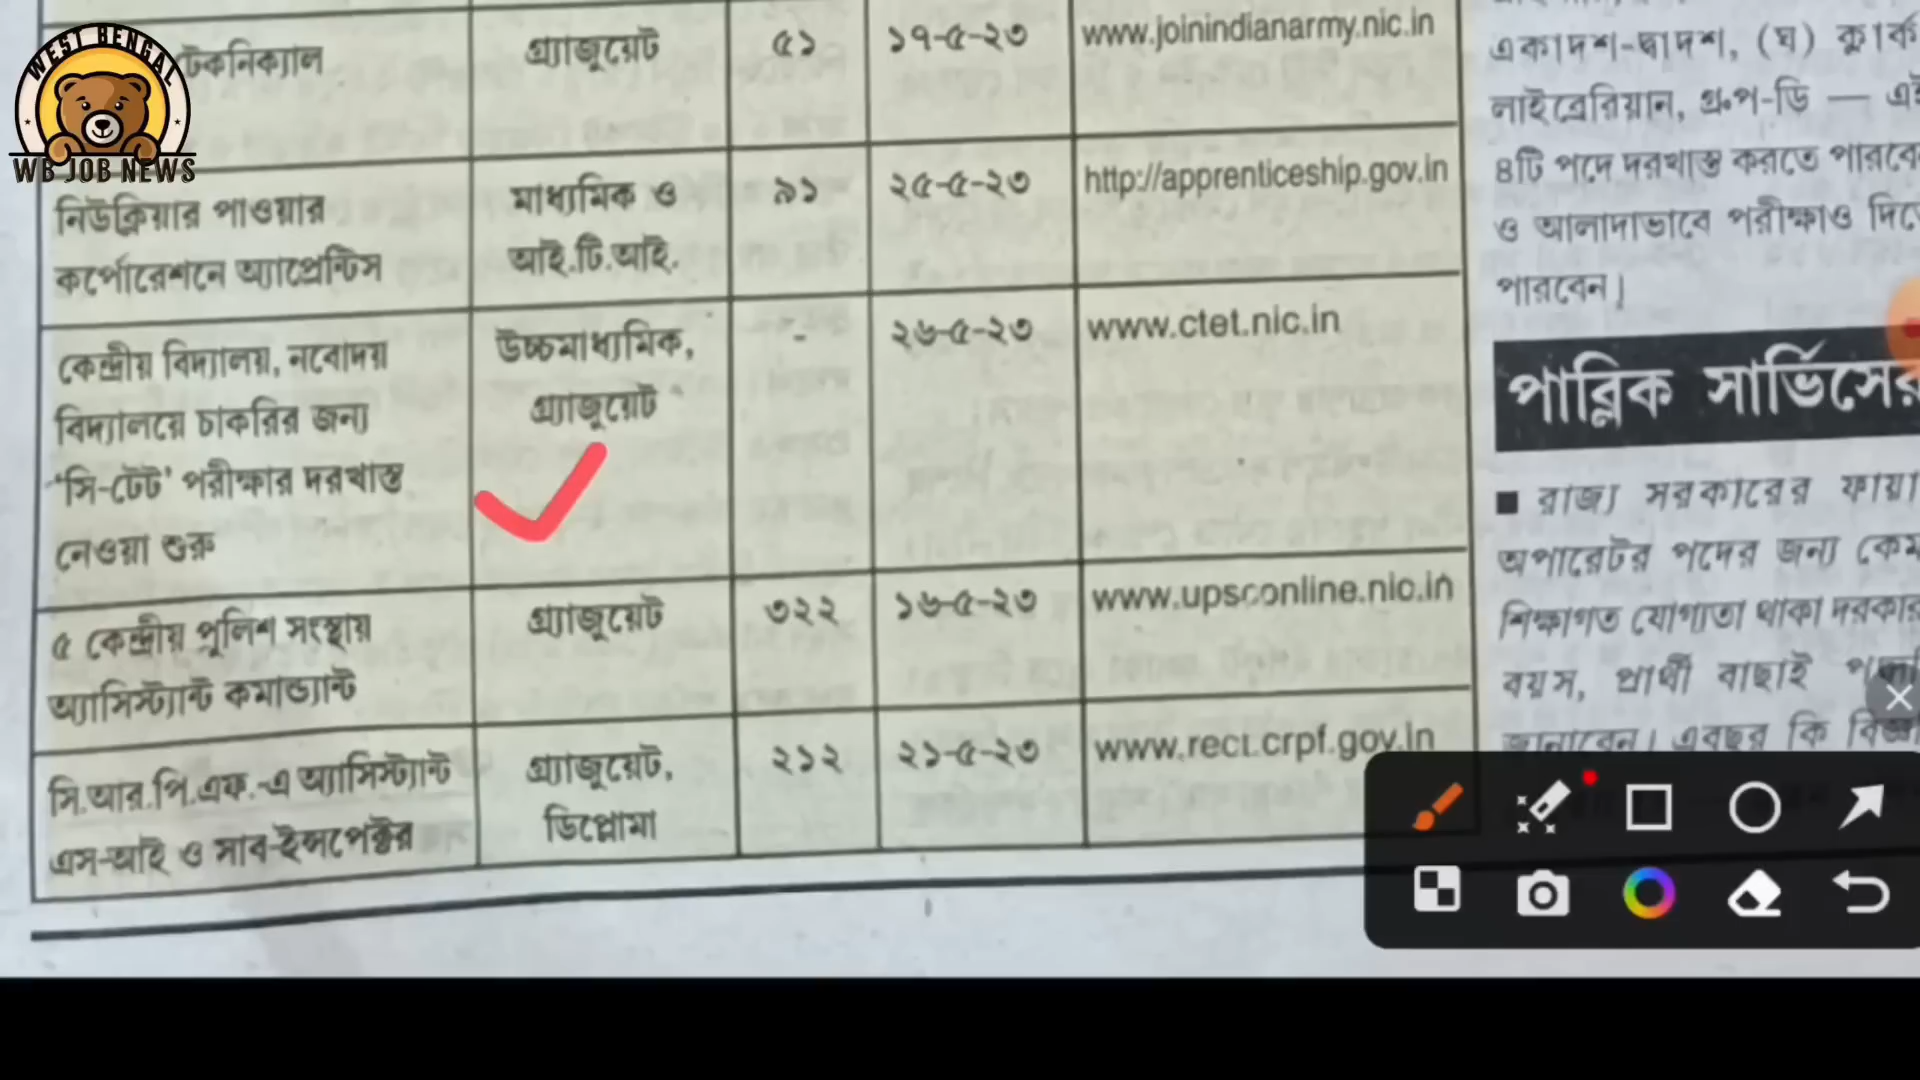 WEST BENGAL
WB JOB NEWS
টেকনিক্যাল
গ্র্যাজুয়েট
৫১
১৭-৫-২৩
www.joinindianarmy.nic.in
নিউক্লিয়ার পাওয়ার
কর্পোরেশনে অ্যাপ্রেন্টিস
মাধ্যমিক ও
আই.টি.আই.
৯১
২৫-৫-২৩
http://apprenticeship.gov.in
কেন্দ্রীয় বিদ্যালয়, নবোদয়
বিদ্যালয়ে চাকরির জন্য
‘সি-টেট’ পরীক্ষার দরখাস্ত
নেওয়া শুরু
উচ্চমাধ্যমিক,
গ্র্যাজুয়েট
-
২৬-৫-২৩
www.ctet.nic.in
৫ কেন্দ্রীয় পুলিশ সংস্থায়
অ্যাসিস্ট্যান্ট কমান্ড্যান্ট
গ্র্যাজুয়েট
৩২২
১৬-৫-২৩
www.upsconline.nic.in
সি.আর.পি.এফ.-এ অ্যাসিস্ট্যান্ট
এস-আই ও সাব-ইন্সপেক্টর
গ্র্যাজুয়েট,
ডিপ্লোমা
২১২
২১-৫-২৩
www.rect.crpf.gov.in
একাদশ-দ্বাদশ, (ঘ) ক্লার্ক
লাইব্রেরিয়ান, গ্রুপ-ডি — এই
৪টি পদে দরখাস্ত করতে পারবে
ও আলাদাভাবে পরীক্ষাও দিতে
পারবেন।
পাব্লিক সার্ভিসের
■ রাজ্য সরকারের ফায়া
অপারেটর পদের জন্য কেম
শিক্ষাগত যোগ্যতা থাকা দরকার
বয়স, প্রার্থী বাছাই
জানাবেন। এবছর কি